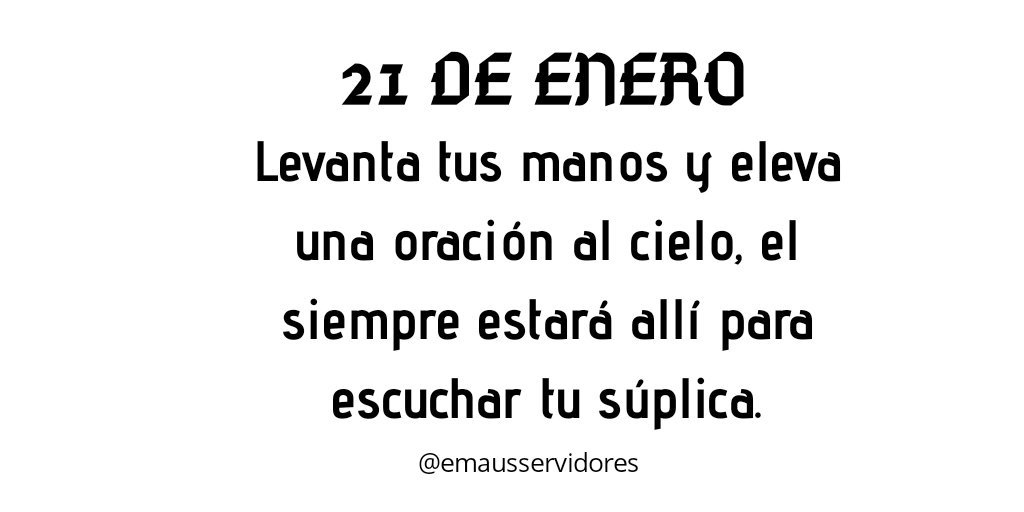 21 DE ENERO
Levanta tus manos y eleva
una oración al cielo, el
siempre estará allí para
escuchar tu súplica.
@emausservidores